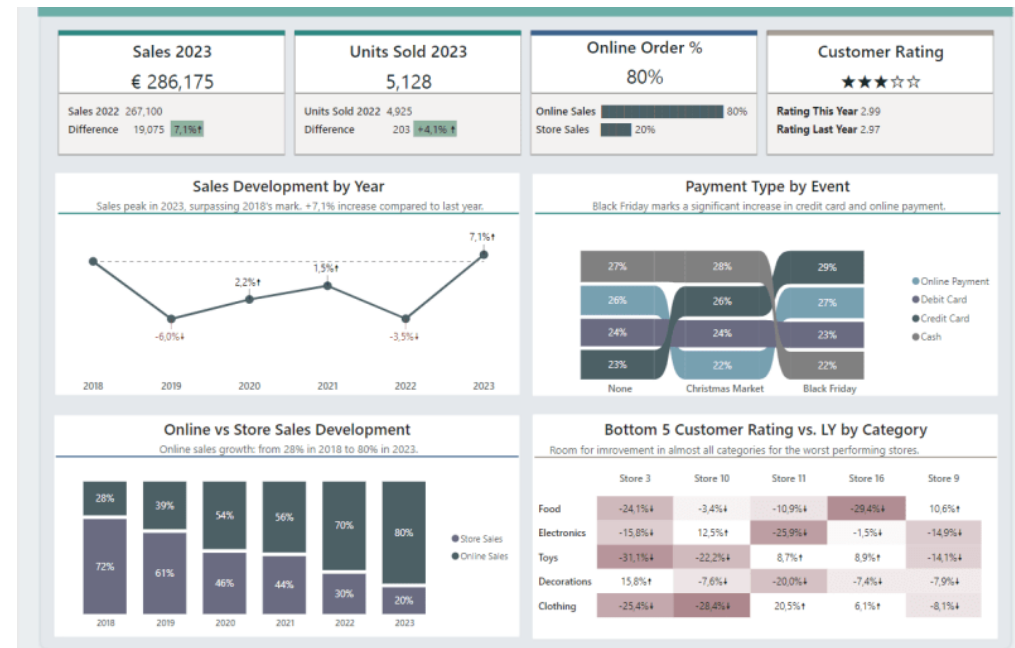 Sales 2023
€ 286,175
Sales 2022 267,100
Difference 19,075 7,1%↑
Units Sold 2023
5,128
Units Sold 2022 4,925
Difference 203 +4,1% ↑
Online Order %
80%
Online Sales 80%
Store Sales 20%
Customer Rating
★★★☆☆
Rating This Year 2.99
Rating Last Year 2.97
Sales Development by Year
Sales peak in 2023, surpassing 2018's mark. +7,1% increase compared to last year.
7,1%↑
1,5%↑
2,2%↑
-6,0%↓
-3,5%↓
2018 2019 2020 2021 2022 2023
Payment Type by Event
Black Friday marks a significant increase in credit card and online payment.
27% 28% 29%
26% 26% 27%
24% 24% 23%
23% 22% 22%
None Christmas Market Black Friday
Online Payment
Debit Card
Credit Card
Cash
Online vs Store Sales Development
Online sales growth: from 28% in 2018 to 80% in 2023.
28% 39% 54% 56% 70% 80%
72% 61% 46% 44% 30% 20%
2018 2019 2020 2021 2022 2023
Store Sales
Online Sales
Bottom 5 Customer Rating vs. LY by Category
Room for imrovement in almost all categories for the worst performing stores.
Store 3 Store 10 Store 11 Store 16 Store 9
Food -24,1%↓ -3,4%↓ -10,9%↓ -29,4%↓ 10,6%↑
Electronics -15,8%↓ 12,5%↑ -25,9%↓ -1,5%↓ -14,9%↓
Toys -31,1%↓ -22,2%↓ 8,7%↑ 8,9%↑ -14,1%↓
Decorations 15,8%↑ -7,6%↓ -20,0%↓ -7,4%↓ -7,9%↓
Clothing -25,4%↓ -28,4%↓ 20,5%↑ 6,1%↑ -8,1%↓